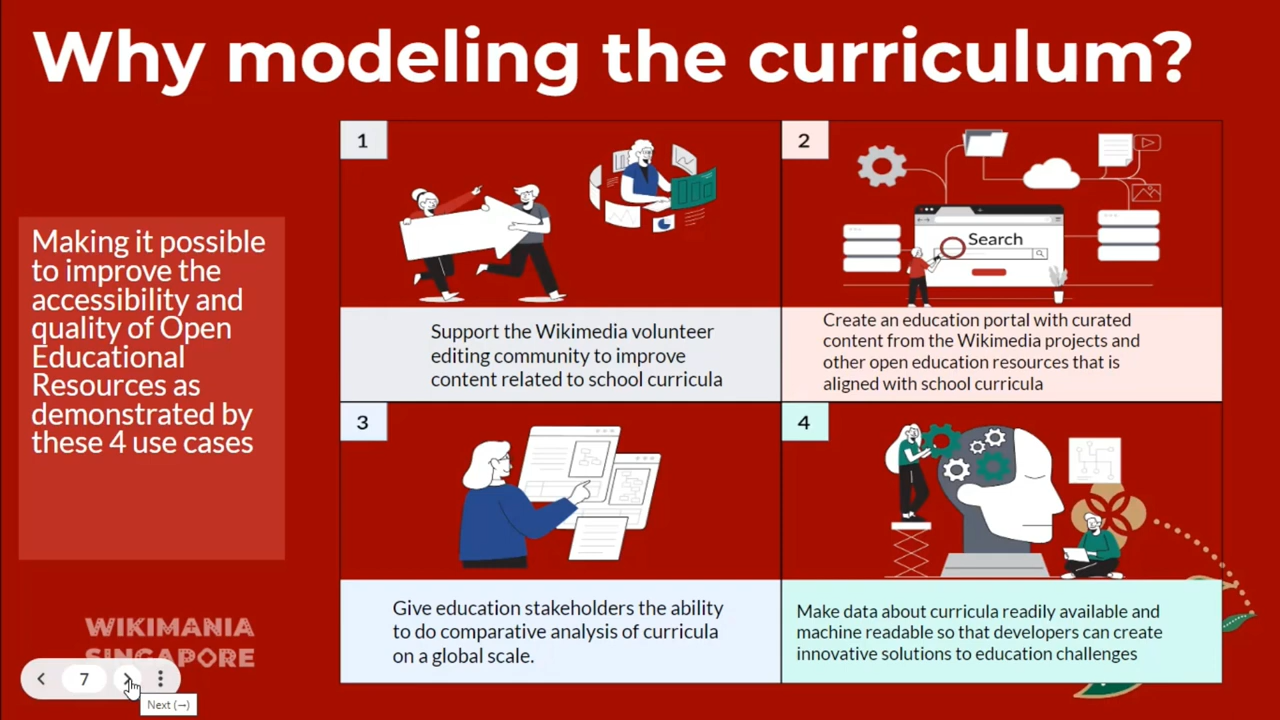 Why modeling the curriculum?
Making it possible
to improve the
accessibility and
quality of Open
Educational
Resources as
demonstrated by
these 4 use cases
1
Support the Wikimedia volunteer
editing community to improve
content related to school curricula
2
Search
Create an education portal with curated
content from the Wikimedia projects and
other open education resources that is
aligned with school curricula
3
Give education stakeholders the ability
to do comparative analysis of curricula
on a global scale.
4
Make data about curricula readily available and
machine readable so that developers can create
innovative solutions to education challenges
WIKIMANIA
SINGAPORE
7
Next (→)